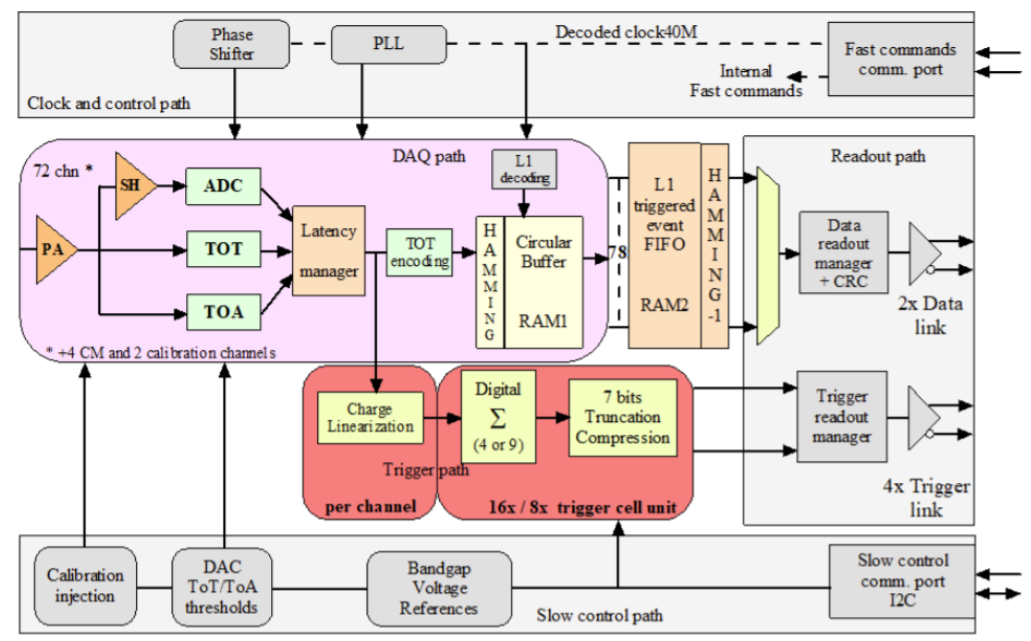 Phase
Shifter
PLL
Decoded clock40M
Fast commands
comm. port
Internal
Fast commands
Clock and control path
72 chn *
DAQ path
PA
SH
ADC
TOT
TOA
Latency
manager
TOT
encoding
L1
decoding
HAMMING
Circular
Buffer
RAM1
78
L1
triggered
event
FIFO
RAM2
HAMMING-1
Readout path
Data
readout
manager
+ CRC
2x Data
link
* +4 CM and 2 calibration channels
Charge
Linearization
Digital
Σ
(4 or 9)
7 bits
Truncation
Compression
Trigger path
per channel
16x / 8x trigger cell unit
Trigger
readout
manager
4x Trigger
link
Calibration
injection
DAC
ToT/ToA
thresholds
Bandgap
Voltage
References
Slow control path
Slow control
comm. port
I2C